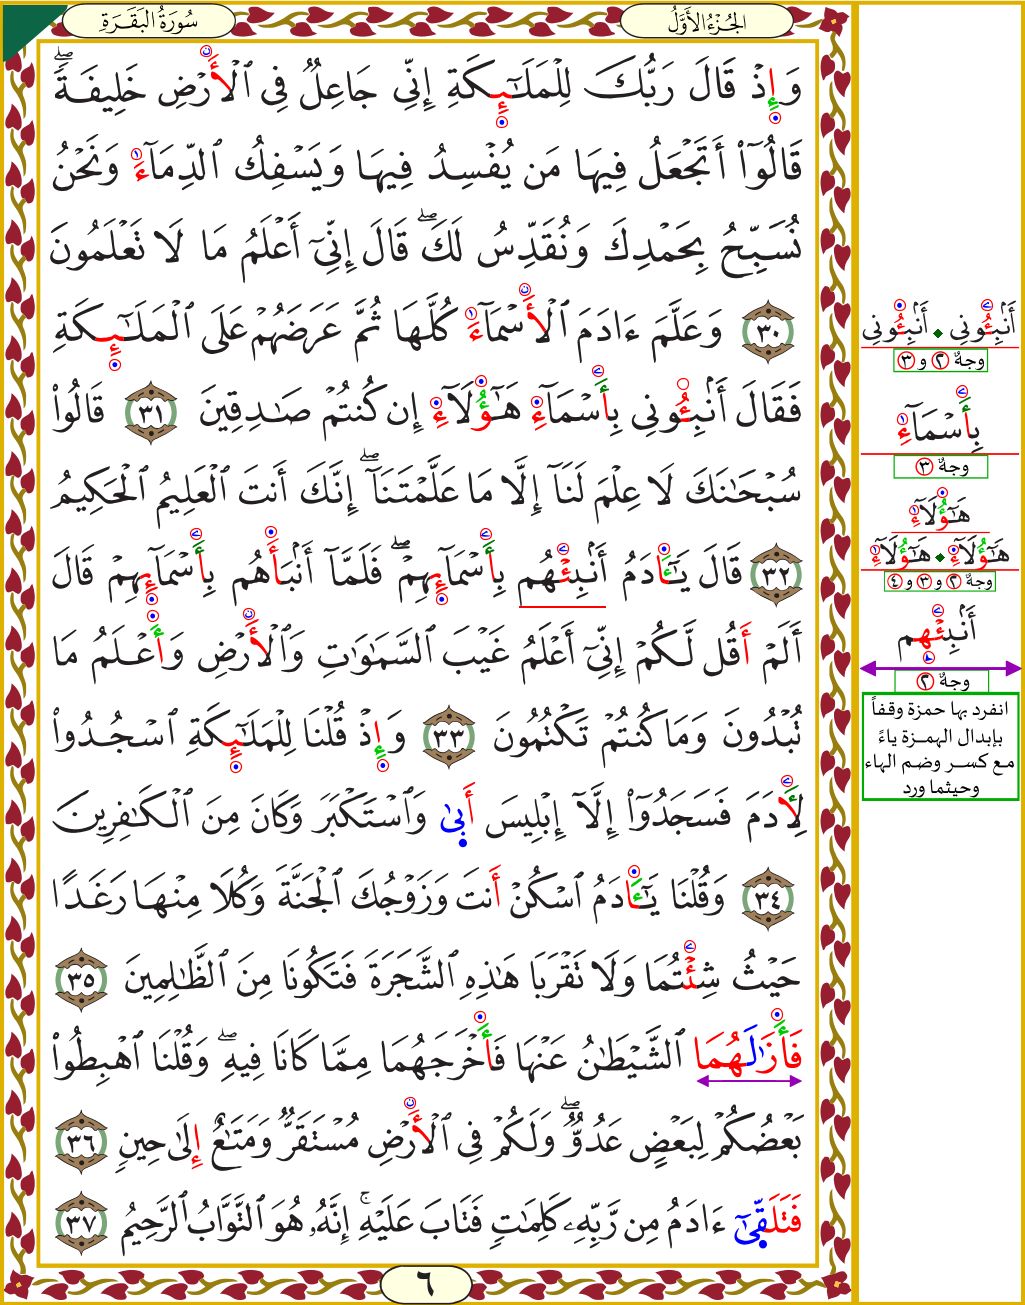 سُورَةُ البَقَرَةِ
الجُزْءُ الأَوَّلُ
وَإِذْ قَالَ رَبُّكَ لِلْمَلَٰٓئِكَةِ إِنِّى جَاعِلٌ فِى ٱلْأَرْضِ خَلِيفَةً ۖ
قَالُوٓا۟ أَتَجْعَلُ فِيهَا مَن يُفْسِدُ فِيهَا وَيَسْفِكُ ٱلدِّمَآءَ وَنَحْنُ
نُسَبِّحُ بِحَمْدِكَ وَنُقَدِّسُ لَكَ ۖ قَالَ إِنِّىٓ أَعْلَمُ مَا لَا تَعْلَمُونَ
٣٠ وَعَلَّمَ ءَادَمَ ٱلْأَسْمَآءَ كُلَّهَا ثُمَّ عَرَضَهُمْ عَلَى ٱلْمَلَٰٓئِكَةِ
فَقَالَ أَنۢبِـُٔونِى بِأَسْمَآءِ هَٰٓؤُلَآءِ إِن كُنتُمْ صَٰدِقِينَ ٣١ قَالُوا۟
سُبْحَٰنَكَ لَا عِلْمَ لَنَآ إِلَّا مَا عَلَّمْتَنَآ ۖ إِنَّكَ أَنتَ ٱلْعَلِيمُ ٱلْحَكِيمُ
٣٢ قَالَ يَٰٓـَٔادَمُ أَنۢبِئْهُم بِأَسْمَآئِهِمْ ۖ فَلَمَّآ أَنۢبَأَهُم بِأَسْمَآئِهِمْ قَالَ
أَلَمْ أَقُل لَّكُمْ إِنِّىٓ أَعْلَمُ غَيْبَ ٱلسَّمَٰوَٰتِ وَٱلْأَرْضِ وَأَعْلَمُ مَا
تُبْدُونَ وَمَا كُنتُمْ تَكْتُمُونَ ٣٣ وَإِذْ قُلْنَا لِلْمَلَٰٓئِكَةِ ٱسْجُدُوا۟
لِـَٔادَمَ فَسَجَدُوٓا۟ إِلَّآ إِبْلِيسَ أَبَىٰ وَٱسْتَكْبَرَ وَكَانَ مِنَ ٱلْكَٰفِرِينَ
٣٤ وَقُلْنَا يَٰٓـَٔادَمُ ٱسْكُنْ أَنتَ وَزَوْجُكَ ٱلْجَنَّةَ وَكُلَا مِنْهَا رَغَدًا
حَيْثُ شِئْتُمَا وَلَا تَقْرَبَا هَٰذِهِ ٱلشَّجَرَةَ فَتَكُونَا مِنَ ٱلظَّٰلِمِينَ ٣٥
فَأَزَٰلَهُمَا ٱلشَّيْطَٰنُ عَنْهَا فَأَخْرَجَهُمَا مِمَّا كَانَا فِيهِ ۖ وَقُلْنَا ٱهْبِطُوا۟
بَعْضُكُمْ لِبَعْضٍ عَدُوٌّ ۖ وَلَكُمْ فِى ٱلْأَرْضِ مُسْتَقَرٌّ وَمَتَٰعٌ إِلَىٰ حِينٍ ٣٦
فَتَلَقَّىٰٓ ءَادَمُ مِن رَّبِّهِۦ كَلِمَٰتٍ فَتَابَ عَلَيْهِ ۚ إِنَّهُۥ هُوَ ٱلتَّوَّابُ ٱلرَّحِيمُ ٣٧
٦
أَنۢبِـُٔونِى أَنۢبِـُٔونِى
وجهٌ ٢ و ٣
بِأَسْمَآءِ
وجهٌ ٣
هَٰٓؤُلَآءِ
هَٰٓؤُلَآءِ هَٰٓؤُلَآءِ
وجهٌ ٢ و ٣ و ٤
أَنۢبِئْهِم
وجهٌ ٢
انفرد بها حمزة وقفاً
بإبدال الهمزة ياءً
مع كسر وضم الهاء
وحيثما ورد